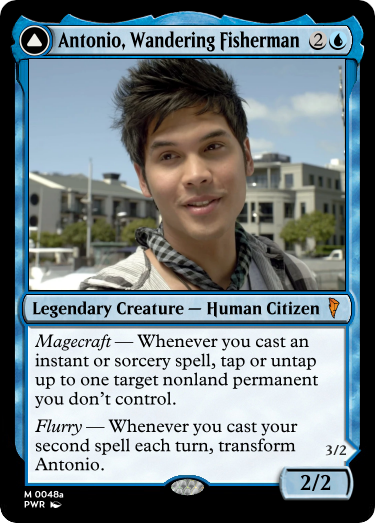 Antonio, Wandering Fisherman 2
Legendary Creature — Human Citizen
Magecraft — Whenever you cast an
instant or sorcery spell, tap or untap
up to one target nonland permanent
you don't control.
Flurry — Whenever you cast your
second spell each turn, transform
Antonio.
3/2
2/2
M 0048a
PWR